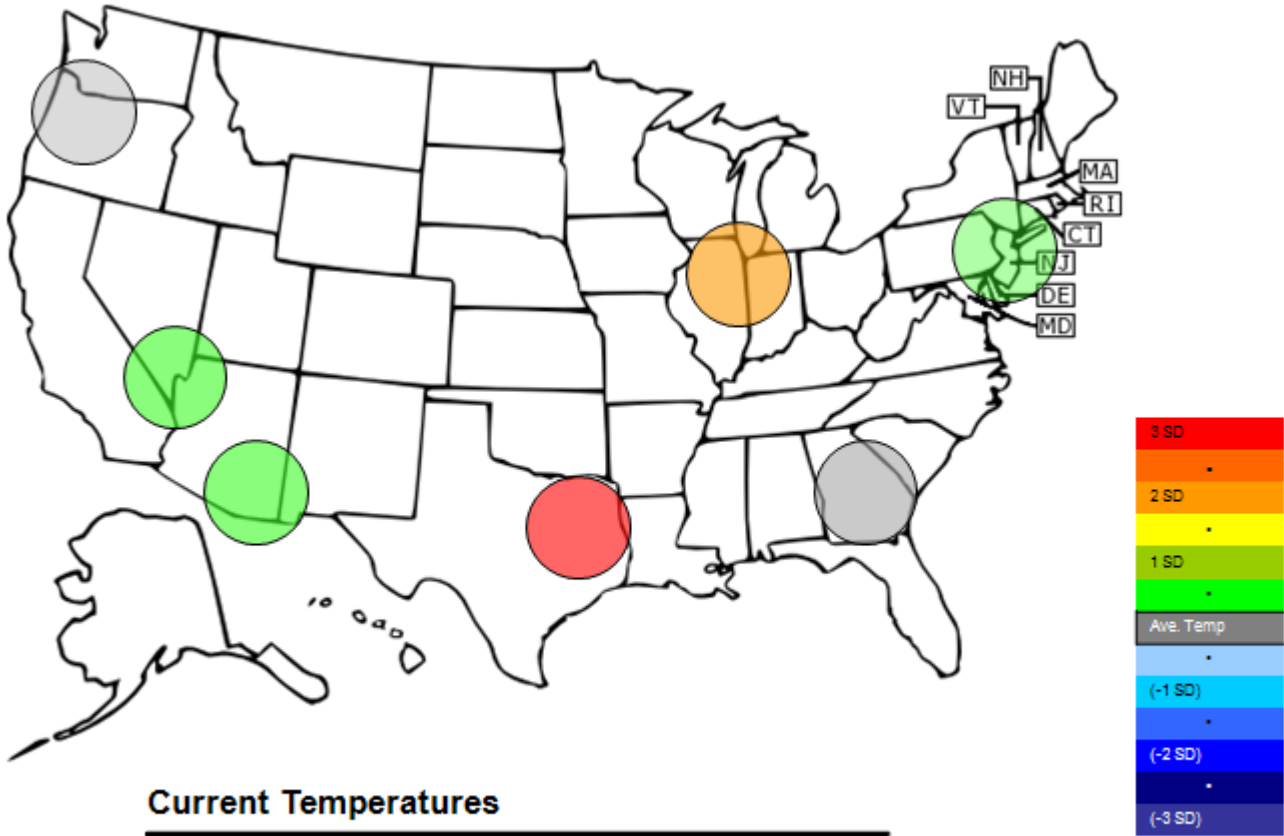 NH
VT
MA
RI
CT
NJ
DE
MD
3 SD
2 SD
1 SD
Ave. Temp
(-1 SD)
(-2 SD)
(-3 SD)
Current Temperatures